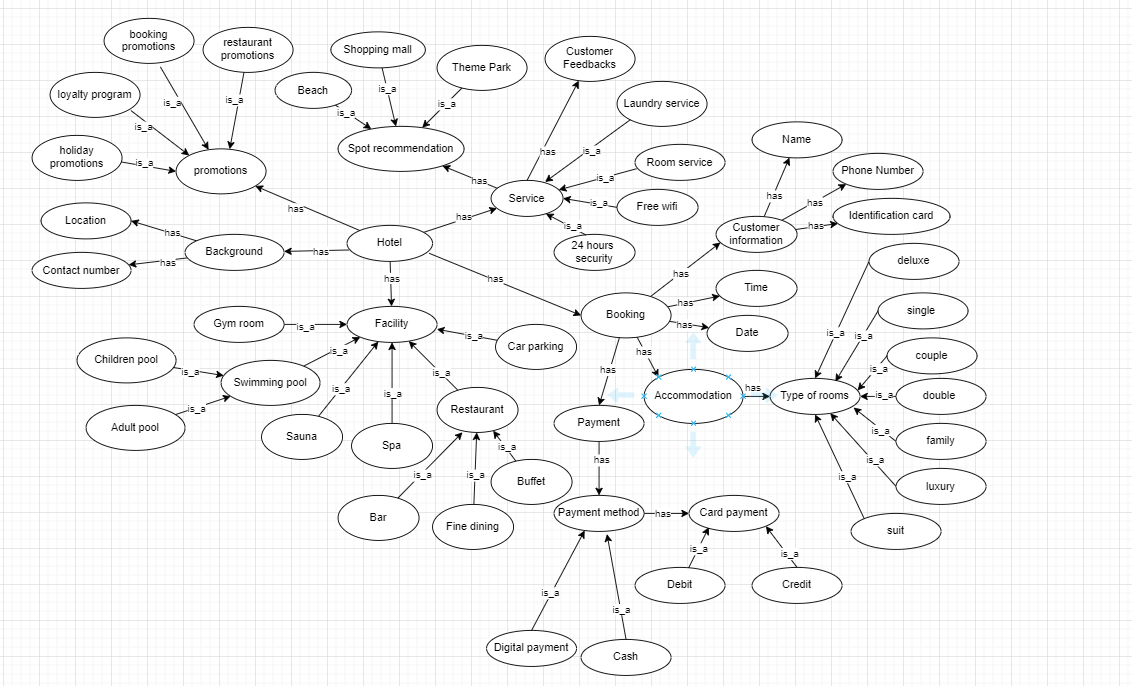 booking
promotions
restaurant
promotions
loyalty program
holiday
promotions
promotions
is_a
is_a
is_a
is_a
Shopping mall
Theme Park
Beach
Spot recommendation
is_a
is_a
is_a
Customer
Feedbacks
Laundry service
Room service
Free wifi
24 hours
security
Service
has
has
is_a
is_a
is_a
is_a
Name
Phone Number
Identification card
Customer
information
has
has
has
Location
Contact number
Background
has
has
Hotel
has
has
has
has
has
Booking
has
has
has
has
has
Time
Date
Gym room
Facility
Car parking
Children pool
Swimming pool
Adult pool
Sauna
Spa
Restaurant
is_a
is_a
is_a
is_a
is_a
is_a
is_a
is_a
Bar
Fine dining
Buffet
is_a
is_a
is_a
Payment
has
Payment method
has
Card payment
Debit
Credit
is_a
is_a
Digital payment
Cash
is_a
is_a
Accommodation
has
Type of rooms
deluxe
single
couple
double
family
luxury
suit
is_a
is_a
is_a
is_a
is_a
is_a
is_a